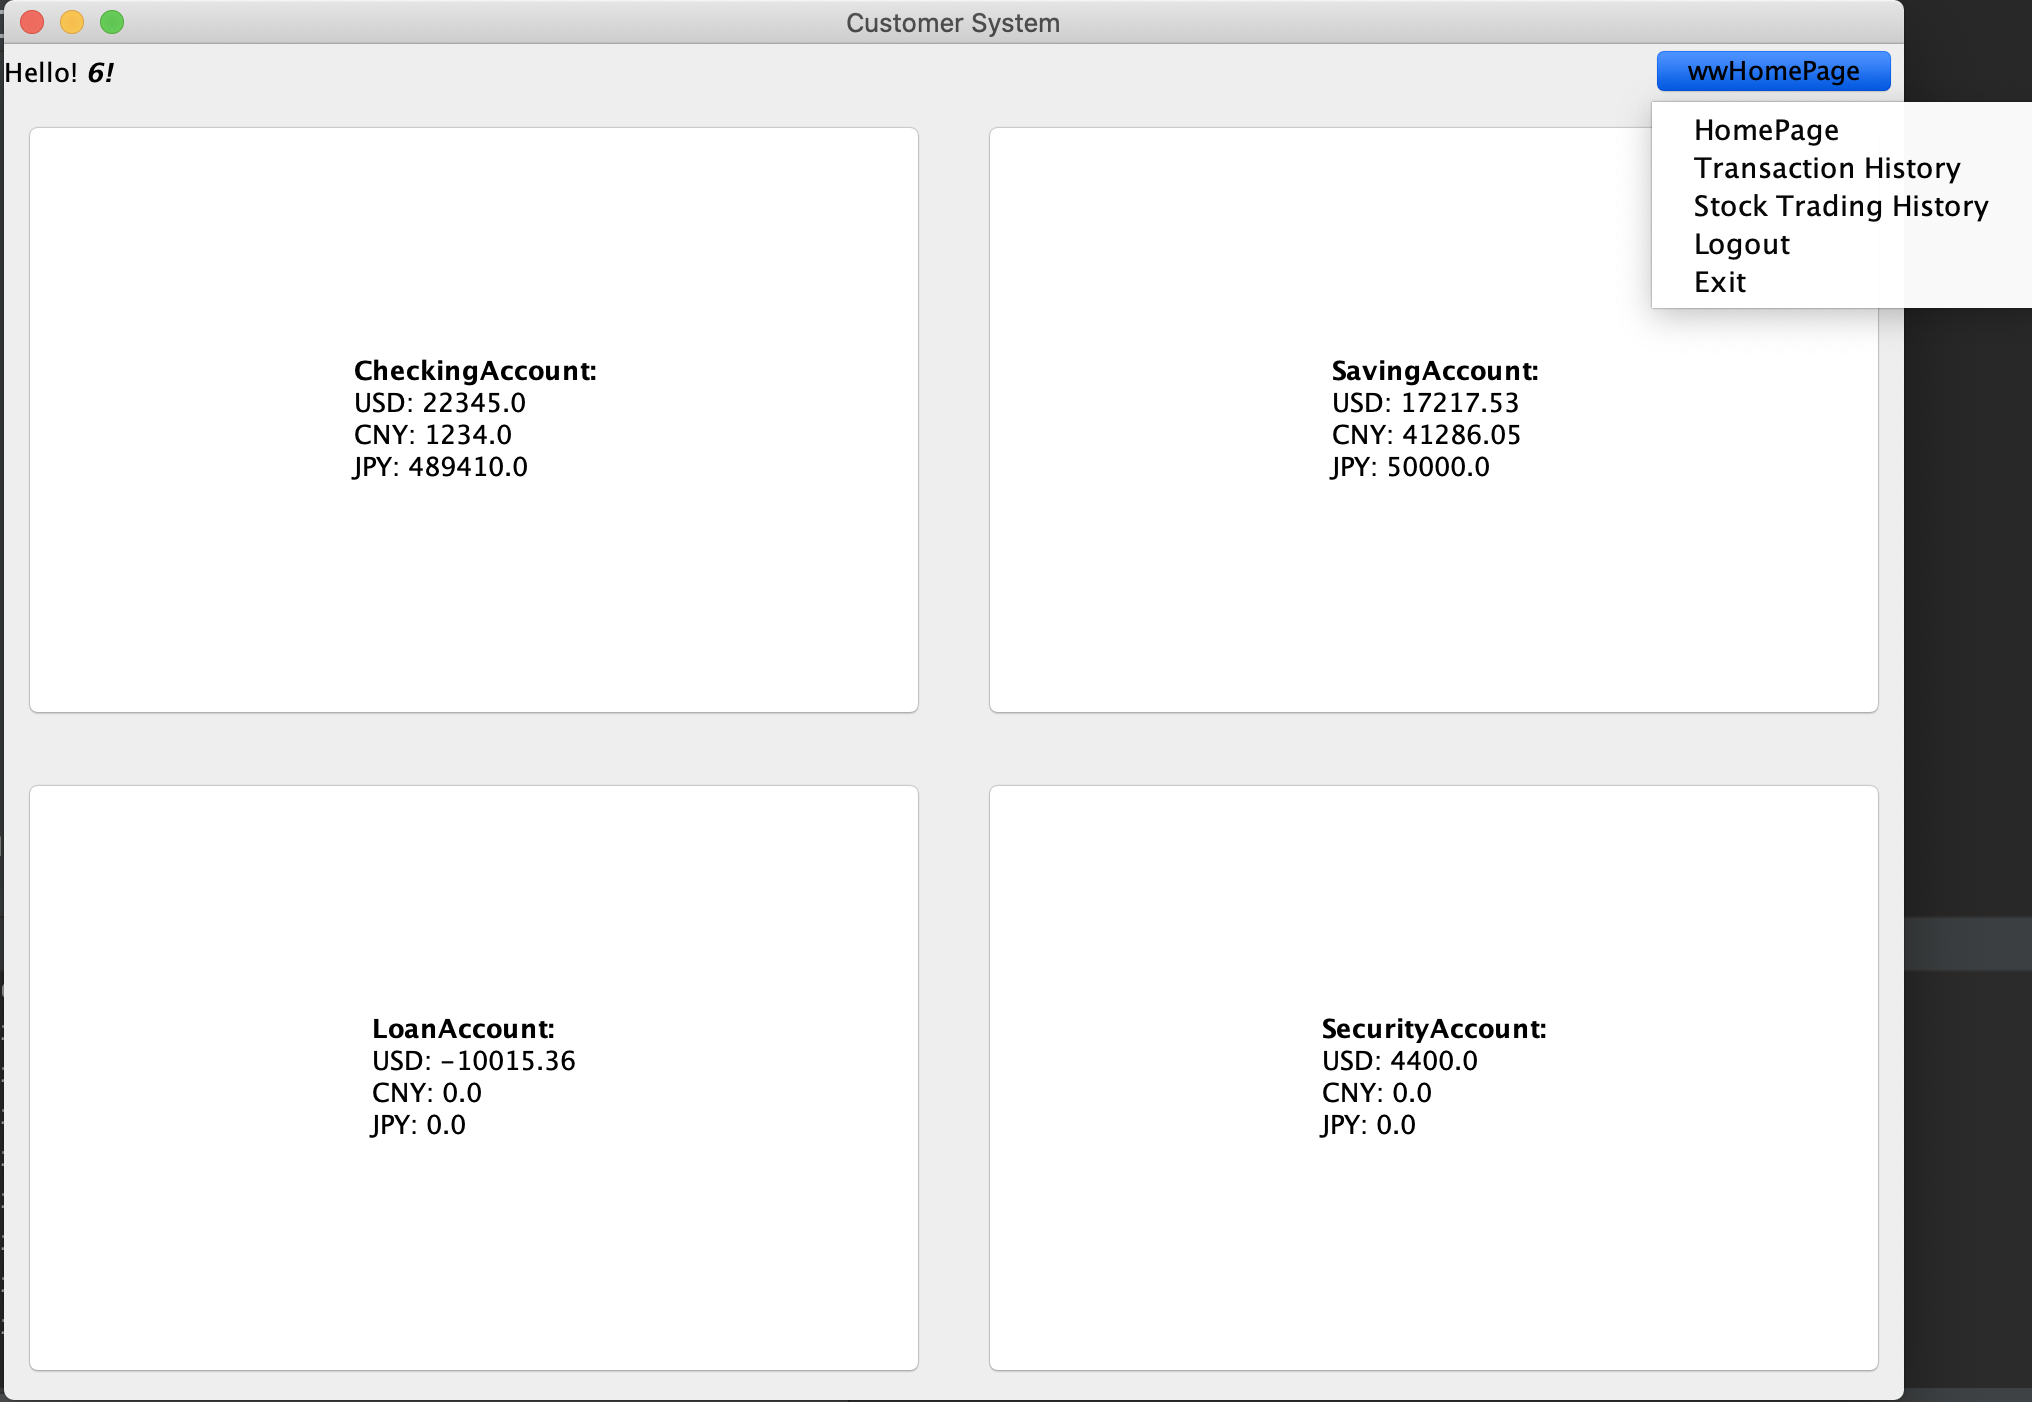 Customer System
Hello! 6!
wwHomePage
HomePage
Transaction History
Stock Trading History
Logout
Exit
CheckingAccount:
USD: 22345.0
CNY: 1234.0
JPY: 489410.0
SavingAccount:
USD: 17217.53
CNY: 41286.05
JPY: 50000.0
LoanAccount:
USD: -10015.36
CNY: 0.0
JPY: 0.0
SecurityAccount:
USD: 4400.0
CNY: 0.0
JPY: 0.0